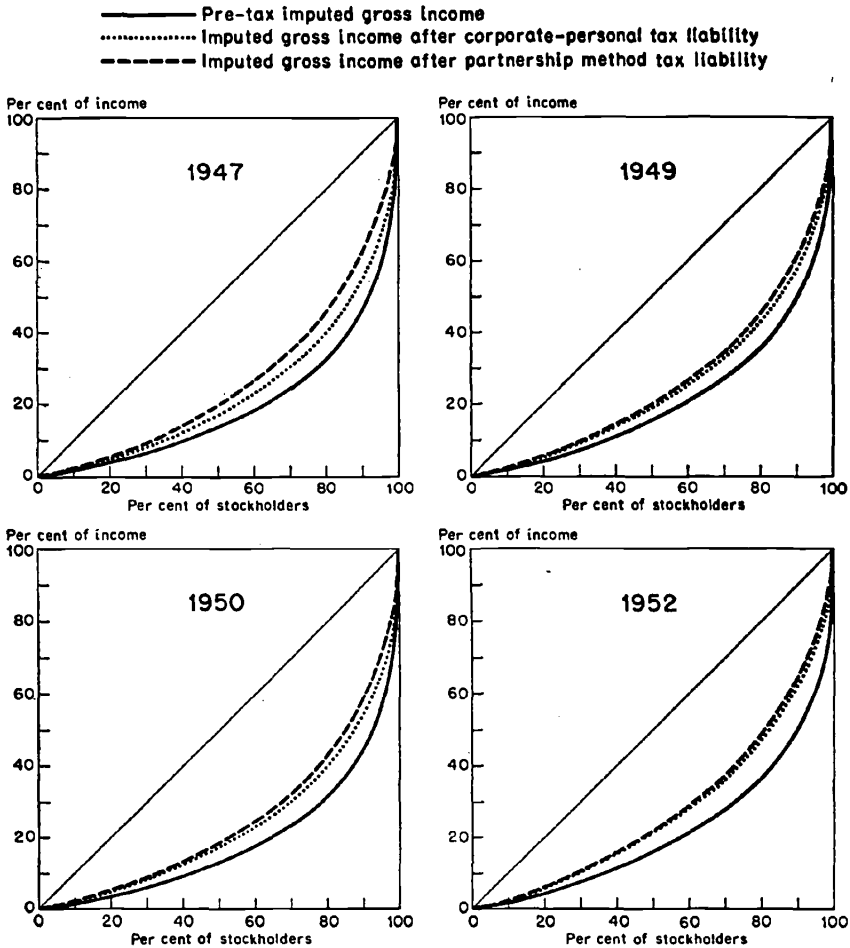 Pre-tax imputed gross income
Imputed gross income after corporate-personal tax liability
Imputed gross income after partnership method tax liability
Per cent of income
100
80
60
40
20
0
1947
0 20 40 60 80 100
Per cent of stockholders
Per cent of income
100
80
60
40
20
0
1949
0 20 40 60 80 100
Per cent of stockholders
Per cent of income
100
80
60
40
20
0
1950
0 20 40 60 80 100
Per cent of stockholders
Per cent of income
100
80
60
40
20
0
1952
0 20 40 60 80 100
Per cent of stockholders